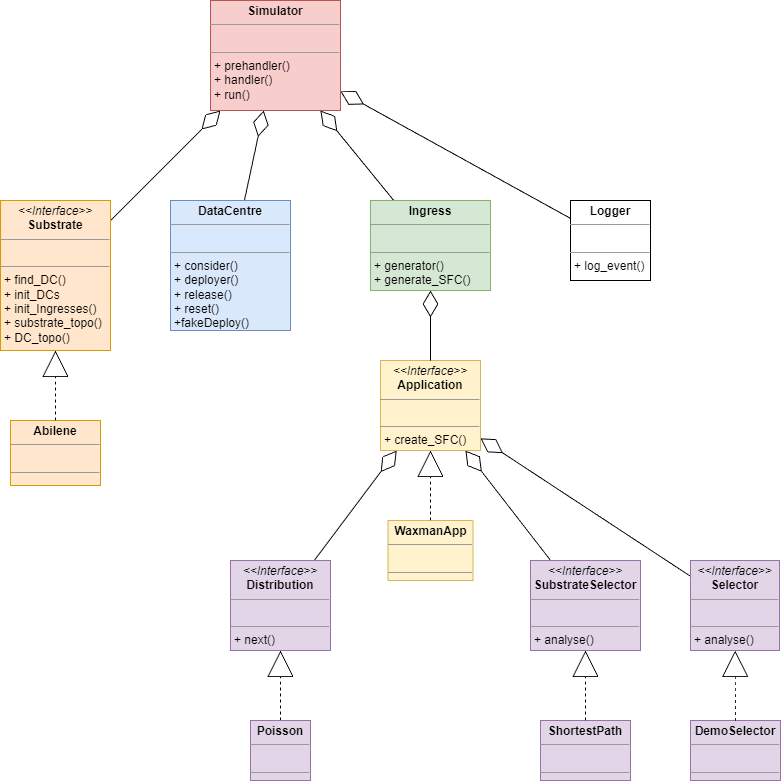 Simulator
+ prehandler()
+ handler()
+ run()
<<Interface>>
Substrate
+ find_DC()
+ init_DCs
+ init_Ingresses()
+ substrate_topo()
+ DC_topo()
DataCentre
+ consider()
+ deployer()
+ release()
+ reset()
+fakeDeploy()
Ingress
+ generator()
+ generate_SFC()
Logger
+ log_event()
<<Interface>>
Application
+ create_SFC()
Abilene
WaxmanApp
<<Interface>>
Distribution
+ next()
<<Interface>>
SubstrateSelector
+ analyse()
<<Interface>>
Selector
+ analyse()
Poisson
ShortestPath
DemoSelector